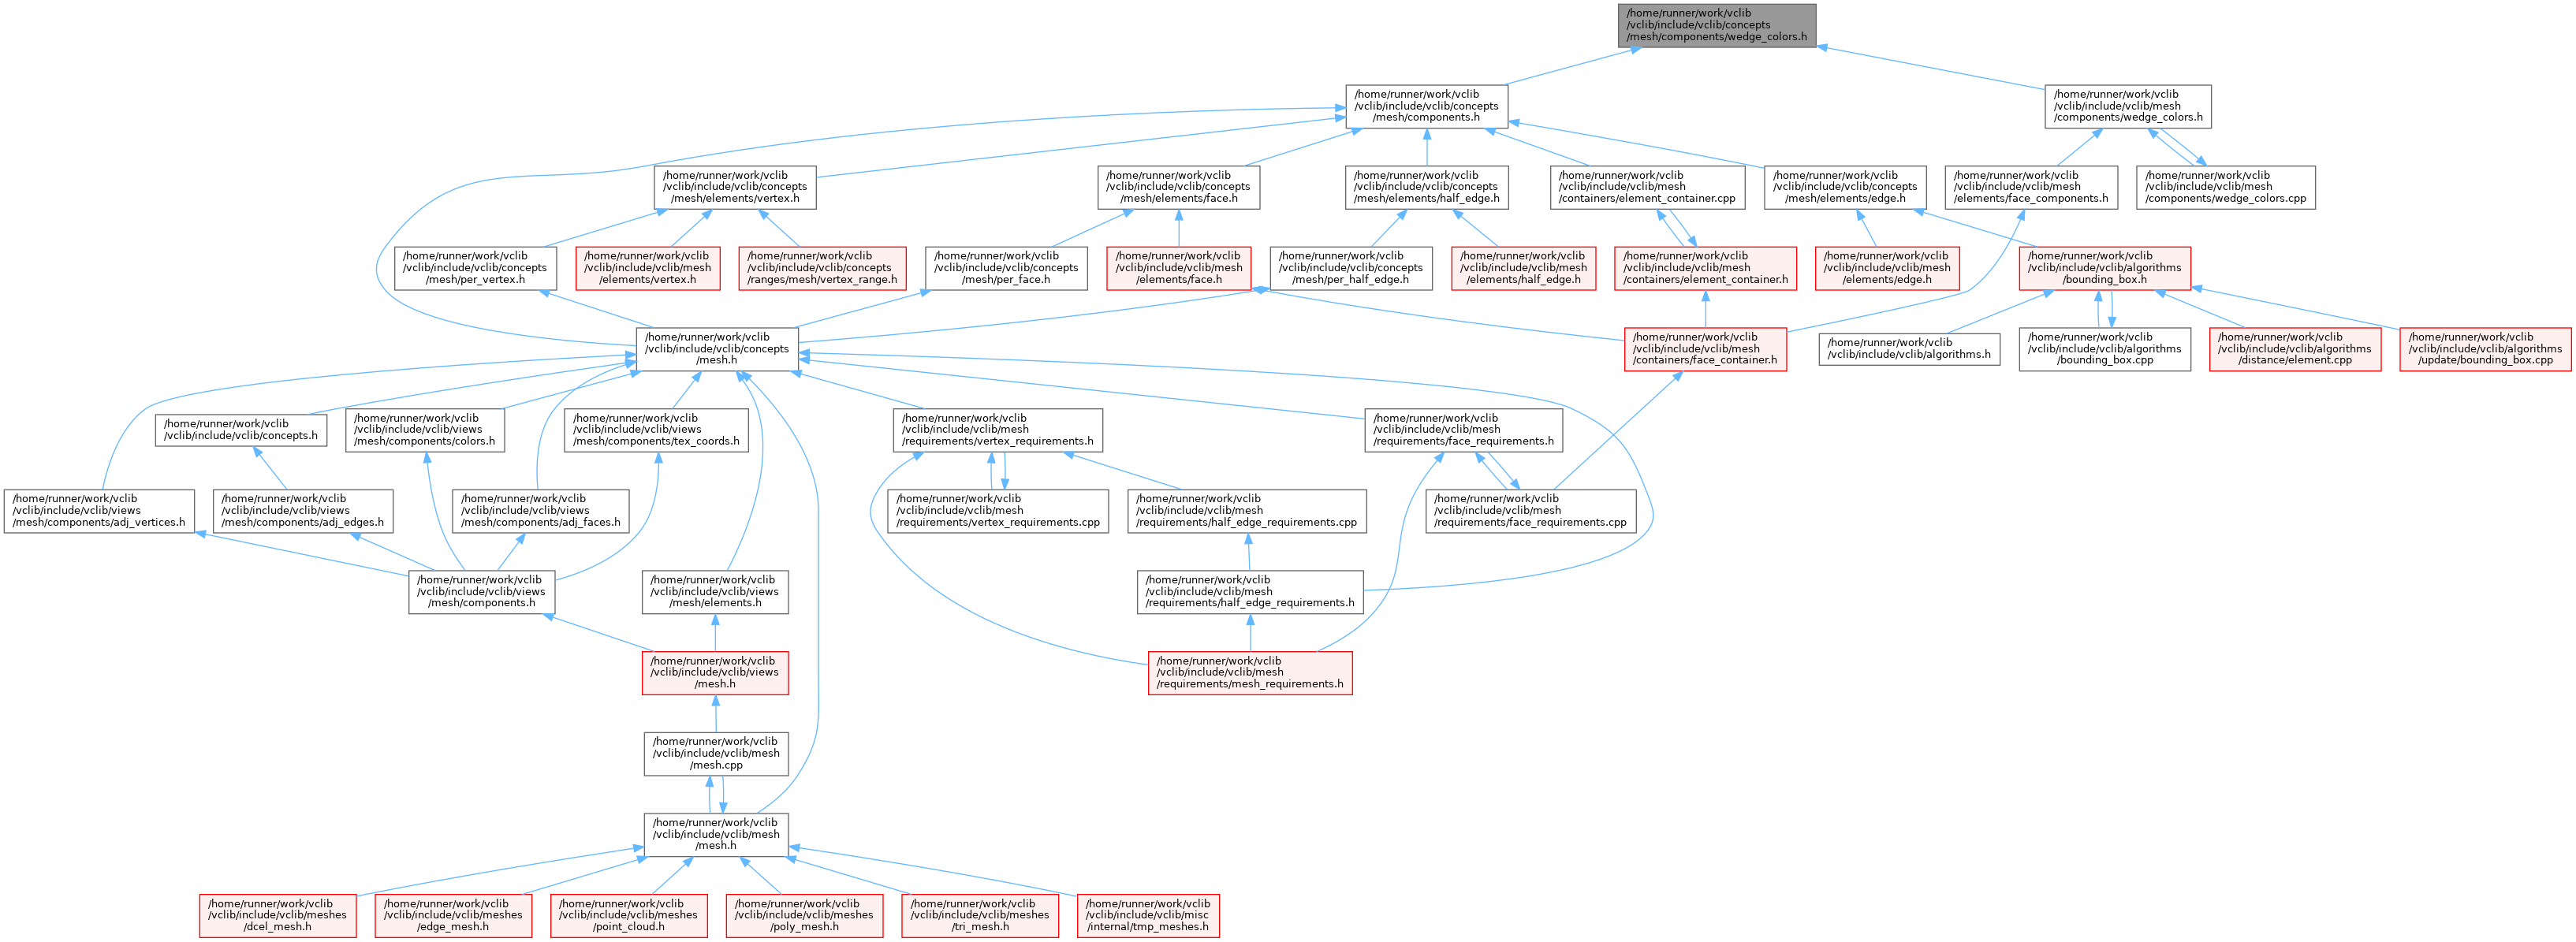 /home/runner/work/vclib
/vclib/include/vclib/concepts
/mesh/components/wedge_colors.h
/home/runner/work/vclib
/vclib/include/vclib/concepts
/mesh/components.h
/home/runner/work/vclib
/vclib/include/vclib/mesh
/components/wedge_colors.h
/home/runner/work/vclib
/vclib/include/vclib/concepts
/mesh/elements/vertex.h
/home/runner/work/vclib
/vclib/include/vclib/concepts
/mesh/elements/face.h
/home/runner/work/vclib
/vclib/include/vclib/concepts
/mesh/elements/half_edge.h
/home/runner/work/vclib
/vclib/include/vclib/mesh
/containers/element_container.cpp
/home/runner/work/vclib
/vclib/include/vclib/concepts
/mesh/elements/edge.h
/home/runner/work/vclib
/vclib/include/vclib/mesh
/elements/face_components.h
/home/runner/work/vclib
/vclib/include/vclib/mesh
/components/wedge_colors.cpp
/home/runner/work/vclib
/vclib/include/vclib/concepts
/mesh/per_vertex.h
/home/runner/work/vclib
/vclib/include/vclib/mesh
/elements/vertex.h
/home/runner/work/vclib
/vclib/include/vclib/concepts
/ranges/mesh/vertex_range.h
/home/runner/work/vclib
/vclib/include/vclib/concepts
/mesh/per_face.h
/home/runner/work/vclib
/vclib/include/vclib/mesh
/elements/face.h
/home/runner/work/vclib
/vclib/include/vclib/concepts
/mesh/per_half_edge.h
/home/runner/work/vclib
/vclib/include/vclib/mesh
/elements/half_edge.h
/home/runner/work/vclib
/vclib/include/vclib/mesh
/containers/element_container.h
/home/runner/work/vclib
/vclib/include/vclib/mesh
/elements/edge.h
/home/runner/work/vclib
/vclib/include/vclib/algorithms
/bounding_box.h
/home/runner/work/vclib
/vclib/include/vclib/concepts
/mesh.h
/home/runner/work/vclib
/vclib/include/vclib/mesh
/containers/face_container.h
/home/runner/work/vclib
/vclib/include/vclib/algorithms.h
/home/runner/work/vclib
/vclib/include/vclib/algorithms
/bounding_box.cpp
/home/runner/work/vclib
/vclib/include/vclib/algorithms
/distance/element.cpp
/home/runner/work/vclib
/vclib/include/vclib/algorithms
/update/bounding_box.cpp
/home/runner/work/vclib
/vclib/include/vclib/concepts.h
/home/runner/work/vclib
/vclib/include/vclib/views
/mesh/components/colors.h
/home/runner/work/vclib
/vclib/include/vclib/views
/mesh/components/tex_coords.h
/home/runner/work/vclib
/vclib/include/vclib/mesh
/requirements/vertex_requirements.h
/home/runner/work/vclib
/vclib/include/vclib/mesh
/requirements/face_requirements.h
/home/runner/work/vclib
/vclib/include/vclib/views
/mesh/components/adj_vertices.h
/home/runner/work/vclib
/vclib/include/vclib/views
/mesh/components/adj_edges.h
/home/runner/work/vclib
/vclib/include/vclib/views
/mesh/components/adj_faces.h
/home/runner/work/vclib
/vclib/include/vclib/mesh
/requirements/vertex_requirements.cpp
/home/runner/work/vclib
/vclib/include/vclib/mesh
/requirements/half_edge_requirements.cpp
/home/runner/work/vclib
/vclib/include/vclib/mesh
/requirements/face_requirements.cpp
/home/runner/work/vclib
/vclib/include/vclib/views
/mesh/components.h
/home/runner/work/vclib
/vclib/include/vclib/views
/mesh/elements.h
/home/runner/work/vclib
/vclib/include/vclib/mesh
/requirements/half_edge_requirements.h
/home/runner/work/vclib
/vclib/include/vclib/views
/mesh.h
/home/runner/work/vclib
/vclib/include/vclib/mesh
/requirements/mesh_requirements.h
/home/runner/work/vclib
/vclib/include/vclib/mesh
/mesh.cpp
/home/runner/work/vclib
/vclib/include/vclib/mesh
/mesh.h
/home/runner/work/vclib
/vclib/include/vclib/meshes
/dcel_mesh.h
/home/runner/work/vclib
/vclib/include/vclib/meshes
/edge_mesh.h
/home/runner/work/vclib
/vclib/include/vclib/meshes
/point_cloud.h
/home/runner/work/vclib
/vclib/include/vclib/meshes
/poly_mesh.h
/home/runner/work/vclib
/vclib/include/vclib/meshes
/tri_mesh.h
/home/runner/work/vclib
/vclib/include/vclib/misc
/internal/tmp_meshes.h